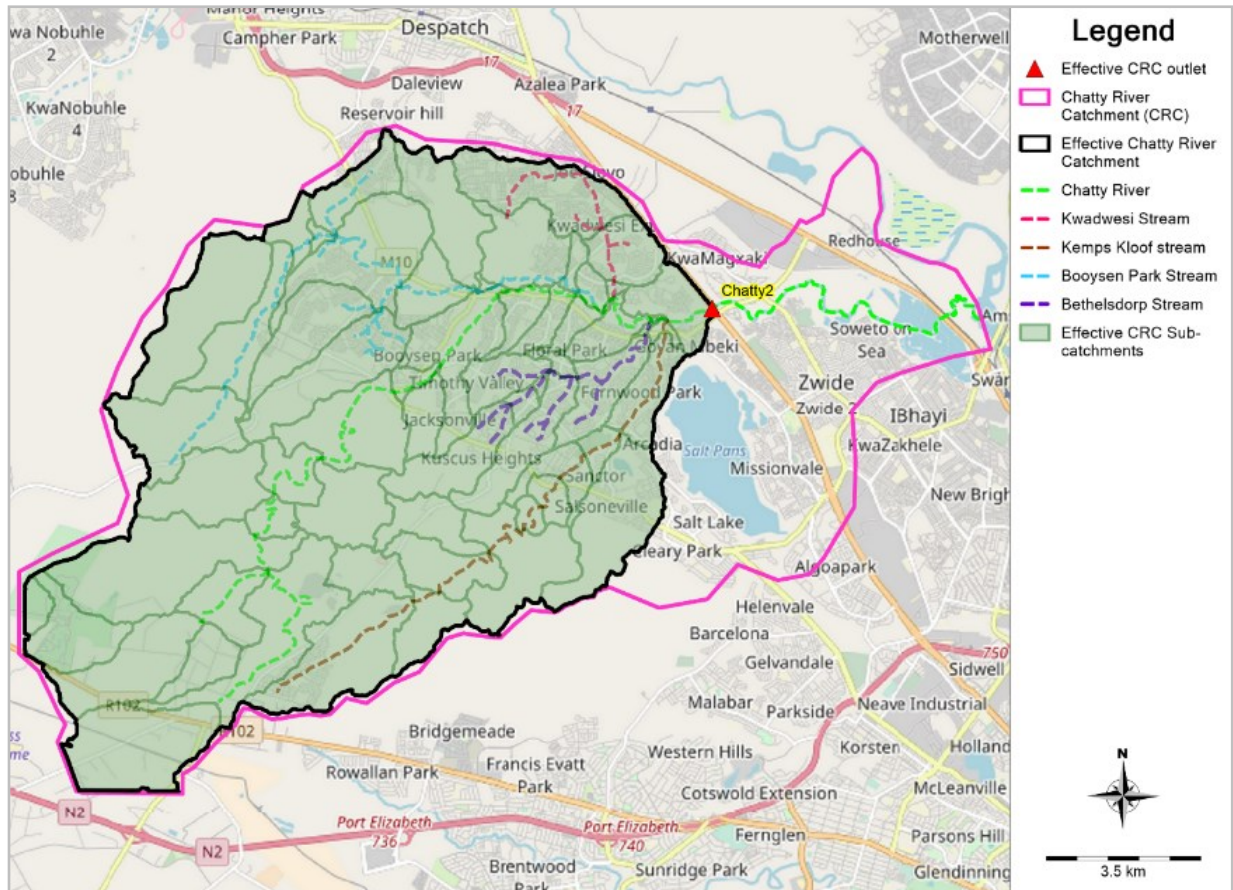 Manor Heights
Campher Park
Despatch
17
Motherwell
wa Nobuhle
2
Daleview
Azalea Park
17
KwaNobuhle
4
Reservoir hill
obuhle
8
Joe Slovo
Kwadwesi Ext
KwaMagxaki
Redhouse
M10
Chatty2
Soweto on
Sea
Booysen Park
Floral Park
Govan Mbeki
Timothy Valley
Fernwood Park
Zwide
Zwide 2
IBhayi
Jacksonville
Arcadia
Salt Pans
KwaZakhele
Kuscus Heights
Missionvale
Sanctor
Salsoneville
New Brigh
Salt Lake
Cleary Park
Algoapark
Helenvale
Barcelona
Gelvandale
750
Sidwell
R102
R102
Malabar
Parkside
Neave Industrial
Bridgemeade
Western Hills
Korsten
Holland
Rowallan Park
Francis Evatt
Park
McLeanville
Cotswold Extension
N2
N2
Port Elizabeth
736
Port Elizabeth
740
Fernglen
Parsons Hill
Brentwood
Park
Sunridge Park
Glendinning
Legend
Effective CRC outlet
Chatty River
Catchment (CRC)
Effective Chatty River
Catchment
Chatty River
Kwadwesi Stream
Kemps Kloof stream
Booysen Park Stream
Bethelsdorp Stream
Effective CRC Sub-
catchments
N
3.5 km